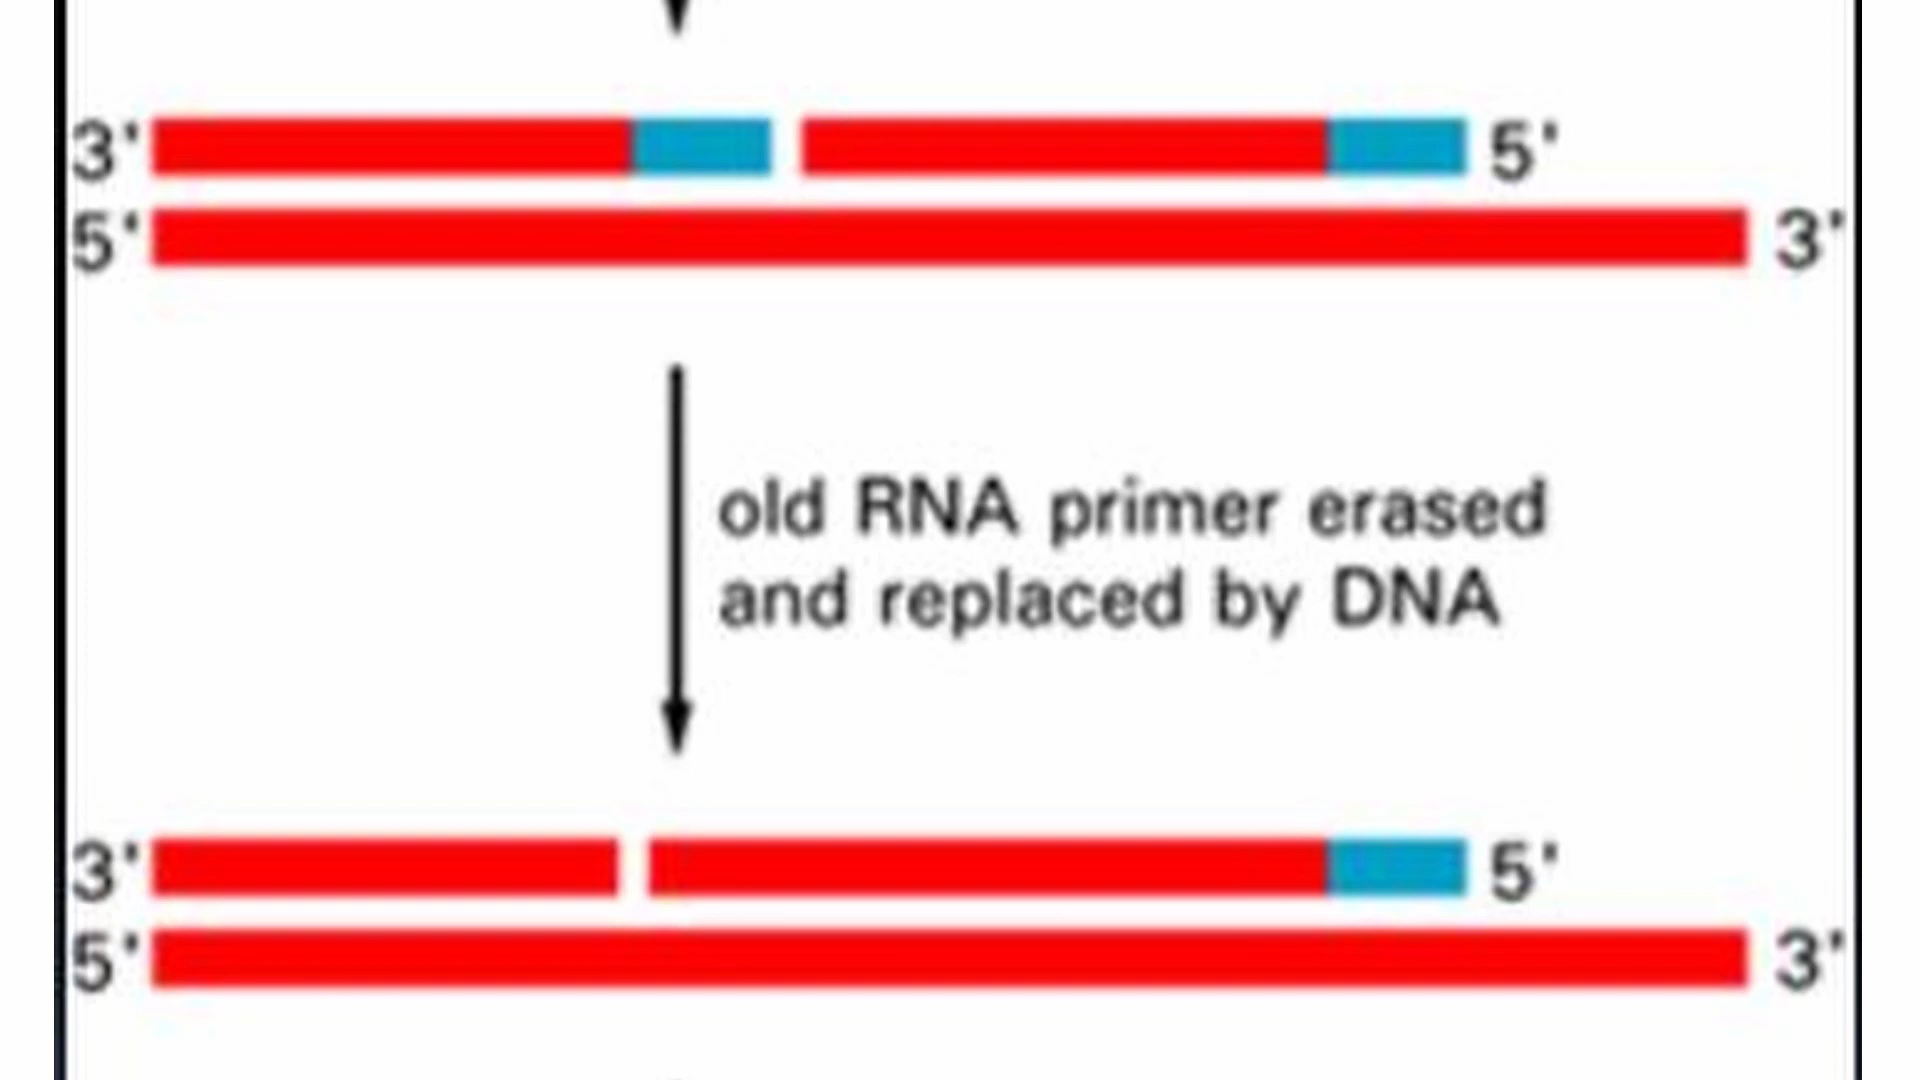 3' 5'
5' 3'
old RNA primer erased
and replaced by DNA
3' 5'
5' 3'